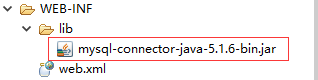 WEB-INF
lib
mysql-connector-java-5.1.6-bin.jar
web.xml